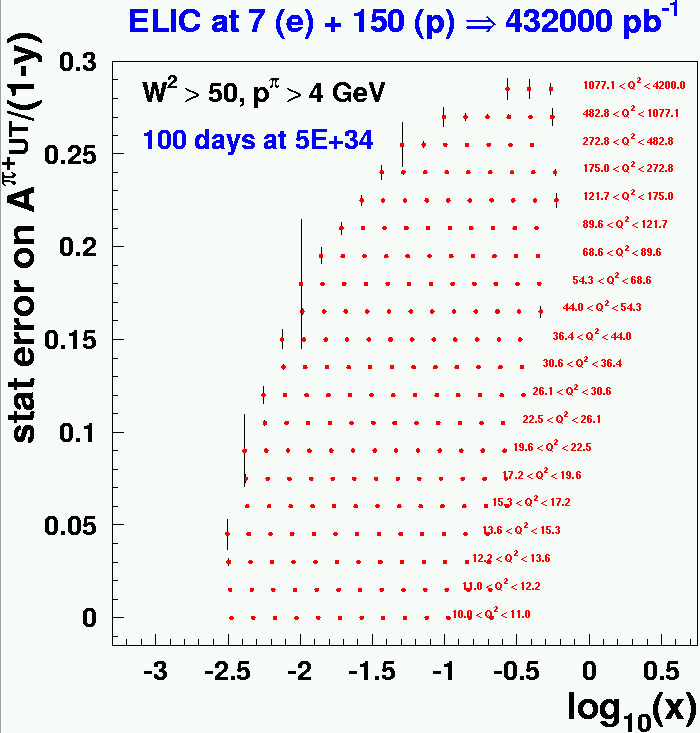 ELIC at 7 (e) + 150 (p) ⇒ 432000 pb⁻¹
stat error on A^π+ UT/(1-y)
W² > 50, p^π > 4 GeV
100 days at 5E+34
0.3
0.25
0.2
0.15
0.1
0.05
0
1077.1 < Q² < 4200.0
482.8 < Q² < 1077.1
272.8 < Q² < 482.8
175.0 < Q² < 272.8
121.7 < Q² < 175.0
89.6 < Q² < 121.7
68.6 < Q² < 89.6
54.3 < Q² < 68.6
44.0 < Q² < 54.3
36.4 < Q² < 44.0
30.6 < Q² < 36.4
26.1 < Q² < 30.6
22.5 < Q² < 26.1
19.6 < Q² < 22.5
17.2 < Q² < 19.6
15.3 < Q² < 17.2
13.6 < Q² < 15.3
12.2 < Q² < 13.6
11.0 < Q² < 12.2
10.0 < Q² < 11.0
-3 -2.5 -2 -1.5 -1 -0.5 0 0.5
log₁₀(x)